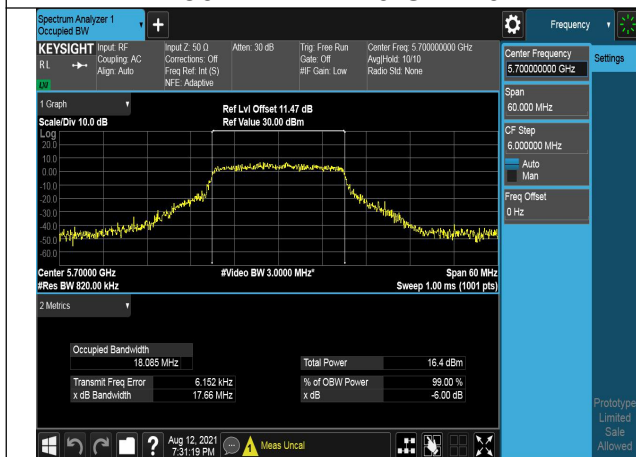 Spectrum Analyzer 1
Occupied BW
Frequency
KEYSIGHT
RL
LXI
Input: RF
Coupling: AC
Align: Auto
Input Z: 50 Ω
Corrections: Off
Freq Ref: Int (S)
NFE: Adaptive
Atten: 30 dB
Trig: Free Run
Gate: Off
#IF Gain: Low
Center Freq: 5.700000000 GHz
Avg|Hold: 10/10
Radio Std: None
Center Frequency
5.700000000 GHz
Settings
Span
60.000 MHz
CF Step
6.000000 MHz
Auto
Man
Freq Offset
0 Hz
1 Graph
Scale/Div 10.0 dB
Ref Lvl Offset 11.47 dB
Ref Value 30.00 dBm
Log
20.0
10.0
0.00
-10.0
-20.0
-30.0
-40.0
-50.0
-60.0
Center 5.70000 GHz
#Video BW 3.0000 MHz*
Span 60 MHz
#Res BW 820.00 kHz
Sweep 1.00 ms (1001 pts)
2 Metrics
Occupied Bandwidth
18.085 MHz
Total Power 16.4 dBm
Transmit Freq Error 6.152 kHz
% of OBW Power 99.00 %
x dB Bandwidth 17.66 MHz
x dB -6.00 dB
Prototype
Limited
Sale
Allowed
Aug 12, 2021
7:31:19 PM
Meas Uncal